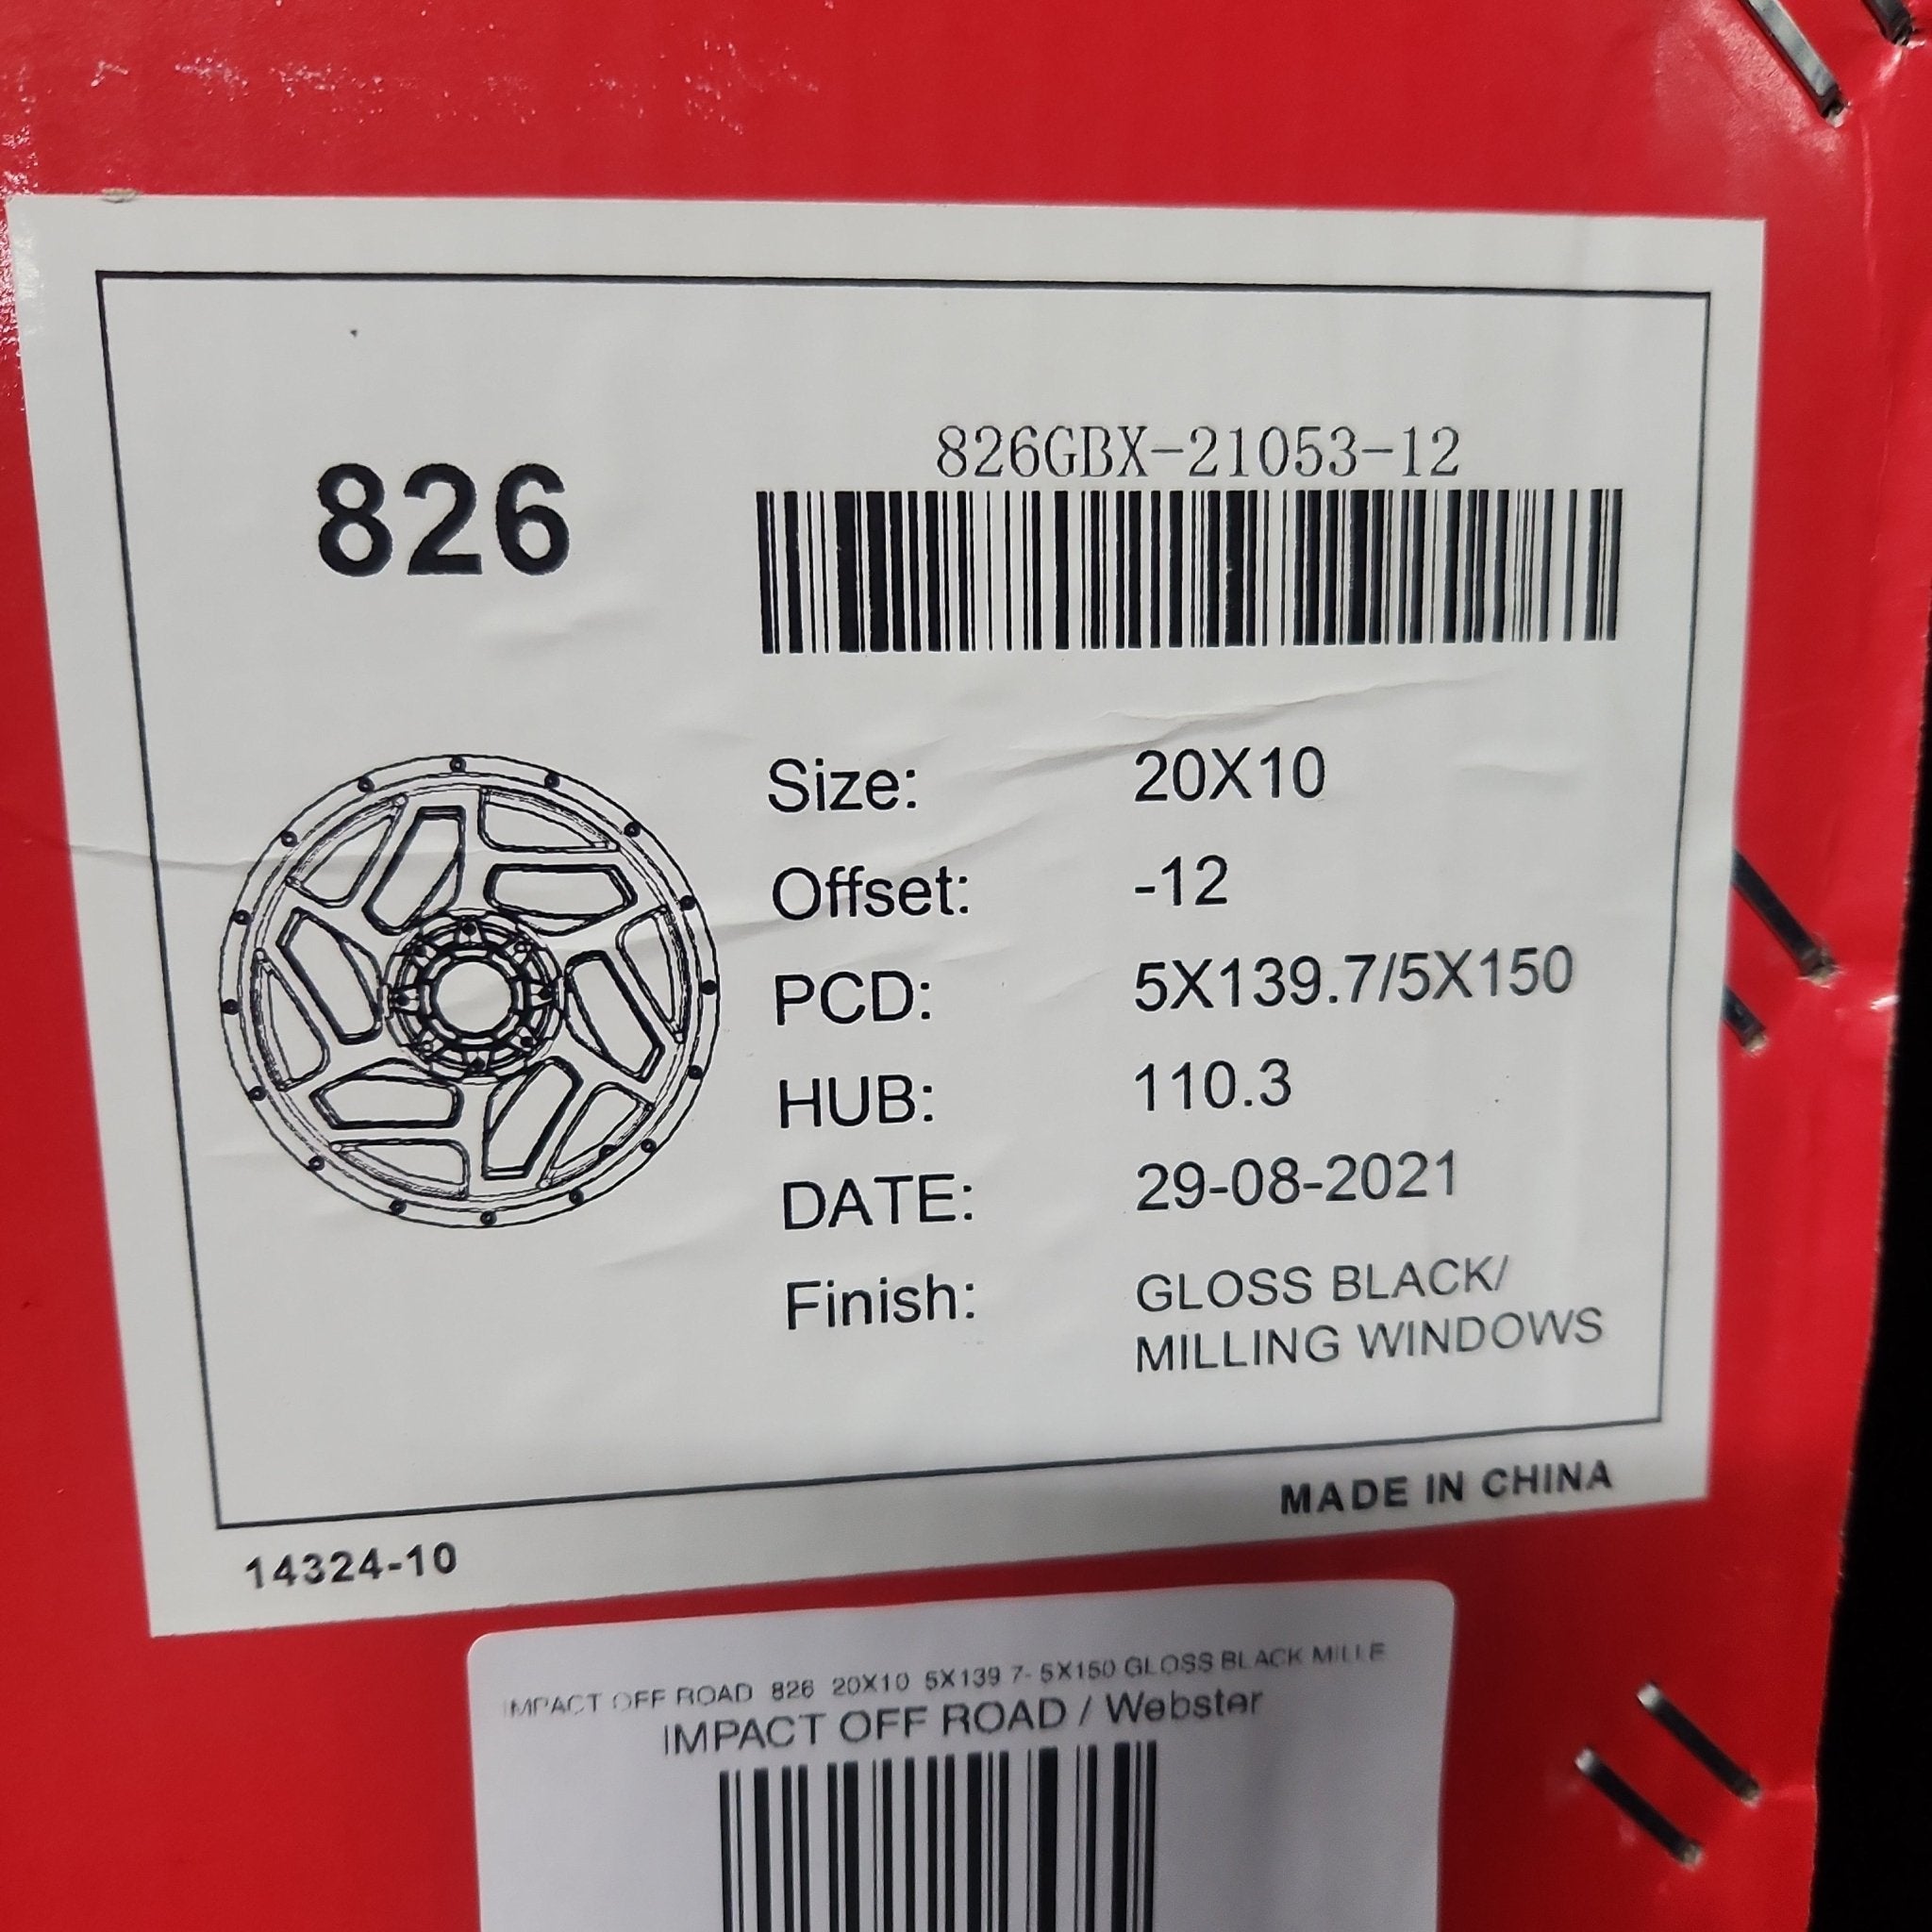 826
826GBX-21053-12
Size: 20X10
Offset: -12
PCD: 5X139.7/5X150
HUB: 110.3
DATE: 29-08-2021
Finish: GLOSS BLACK/
MILLING WINDOWS
MADE IN CHINA
14324-10
IMPACT OFF ROAD 826 20X10 5X139 7- 5X150 GLOSS BLACK MILLE
IMPACT OFF ROAD / Webster